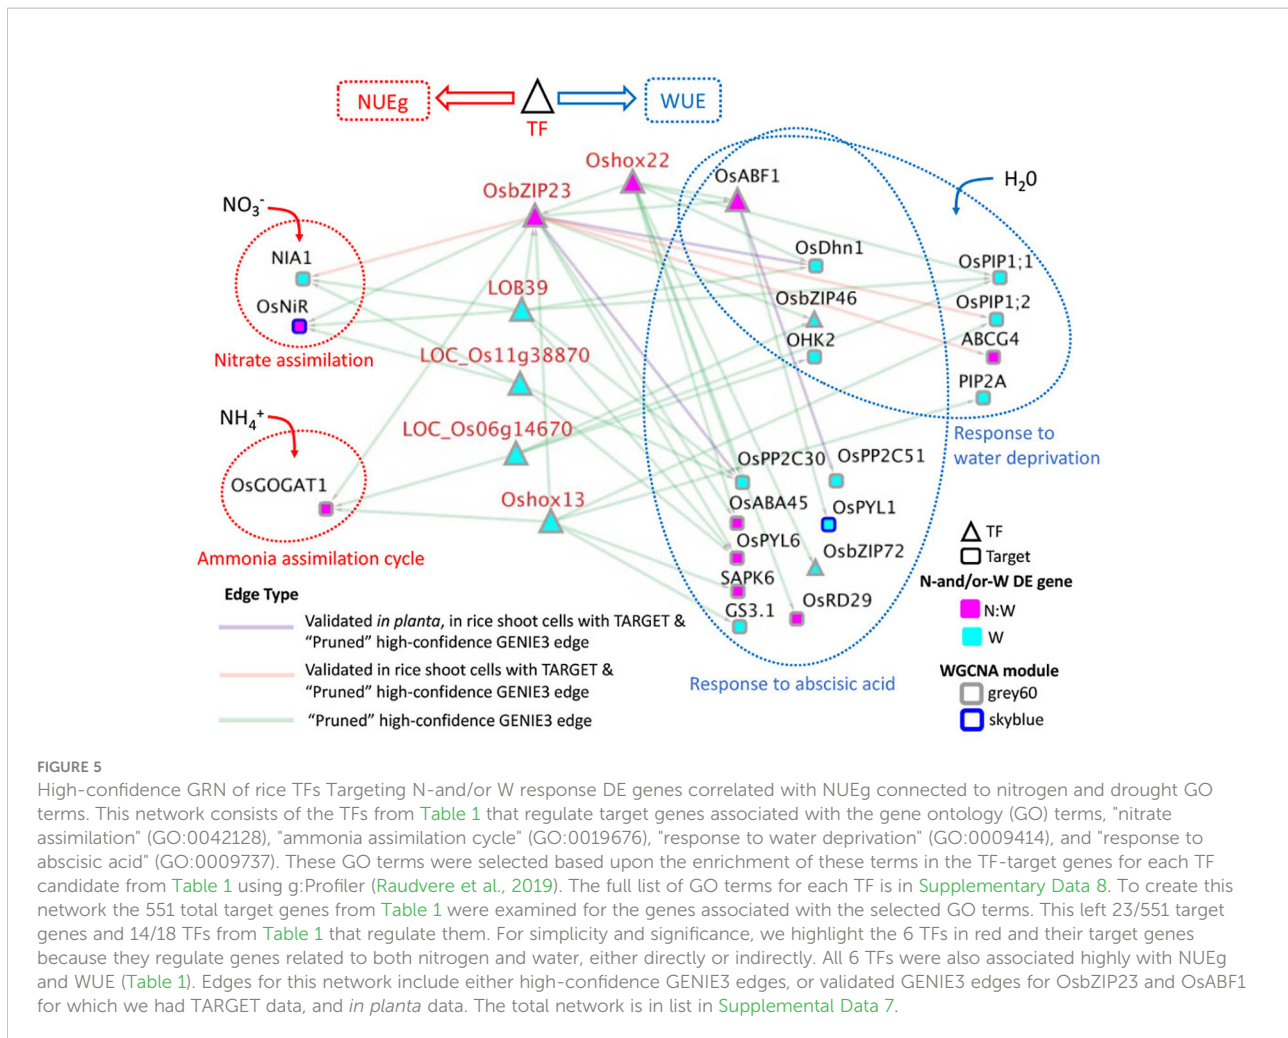 NUEg
TF
WUE
Oshox22
OsbZIP23
OsABF1
H20
NO3-
NIA1
OsNiR
Nitrate assimilation
LOB39
OsDhn1
OsbZIP46
OHK2
OsPIP1;1
OsPIP1;2
ABCG4
PIP2A
LOC_Os11g38870
NH4+
LOC_Os06g14670
Response to
water deprivation
OsGOGAT1
Oshox13
OsPP2C30
OsPP2C51
OsABA45
OsPYL1
OsPYL6
OsbZIP72
SAPK6
OsRD29
GS3.1
Ammonia assimilation cycle
Response to abscisic acid
Edge Type
Validated in planta, in rice shoot cells with TARGET &
“Pruned” high-confidence GENIE3 edge
Validated in rice shoot cells with TARGET &
“Pruned” high-confidence GENIE3 edge
“Pruned” high-confidence GENIE3 edge
TF
Target
N-and/or-W DE gene
N:W
W
WGCNA module
grey60
skyblue
FIGURE 5
High-confidence GRN of rice TFs Targeting N-and/or W response DE genes correlated with NUEg connected to nitrogen and drought GO
terms. This network consists of the TFs from Table 1 that regulate target genes associated with the gene ontology (GO) terms, "nitrate
assimilation" (GO:0042128), "ammonia assimilation cycle" (GO:0019676), "response to water deprivation" (GO:0009414), and "response to
abscisic acid" (GO:0009737). These GO terms were selected based upon the enrichment of these terms in the TF-target genes for each TF
candidate from Table 1 using g:Profiler (Raudvere et al., 2019). The full list of GO terms for each TF is in Supplementary Data 8. To create this
network the 551 total target genes from Table 1 were examined for the genes associated with the selected GO terms. This left 23/551 target
genes and 14/18 TFs from Table 1 that regulate them. For simplicity and significance, we highlight the 6 TFs in red and their target genes
because they regulate genes related to both nitrogen and water, either directly or indirectly. All 6 TFs were also associated highly with NUEg
and WUE (Table 1). Edges for this network include either high-confidence GENIE3 edges, or validated GENIE3 edges for OsbZIP23 and OsABF1
for which we had TARGET data, and in planta data. The total network is in list in Supplemental Data 7.